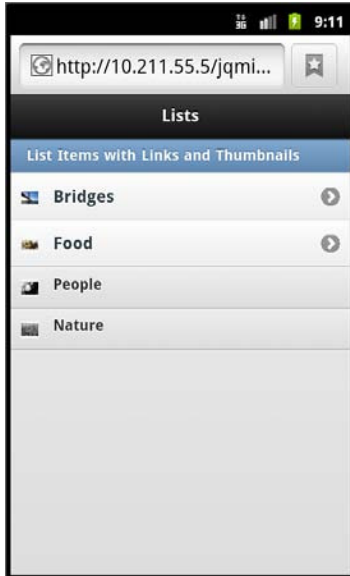 3G 9:11
http://10.211.55.5/jqmi...
Lists
List Items with Links and Thumbnails
Bridges
Food
People
Nature